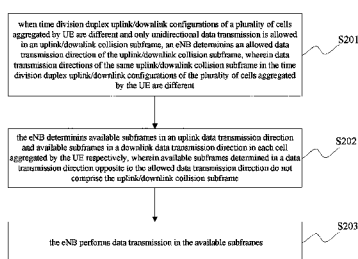 when time division duplex uplink/downlink configurations of a plurality of cells
aggregated by UE are different and only unidirectional data transmission is allowed
in an uplink/downlink collision subframe, an eNB determines an allowed data
transmission direction of the uplink/downlink collision subframe, wherein data
transmission directions of the same uplink/downlink collision subframe in the time
division duplex uplink/downlink configurations of the plurality of cells aggregated
by the UE are different
S201
the eNB determinins available subframes in an uplink data transmission direction
and available subframes in a downlink data transmission direction in each cell
aggregated by the UE respectively, wherein available subframes determined in a data
transmission direction opposite to the allowed data transmission direction do not
comprise the uplink/downlink collision subframe
S202
the eNB performs data transmission in the available subframes
S203